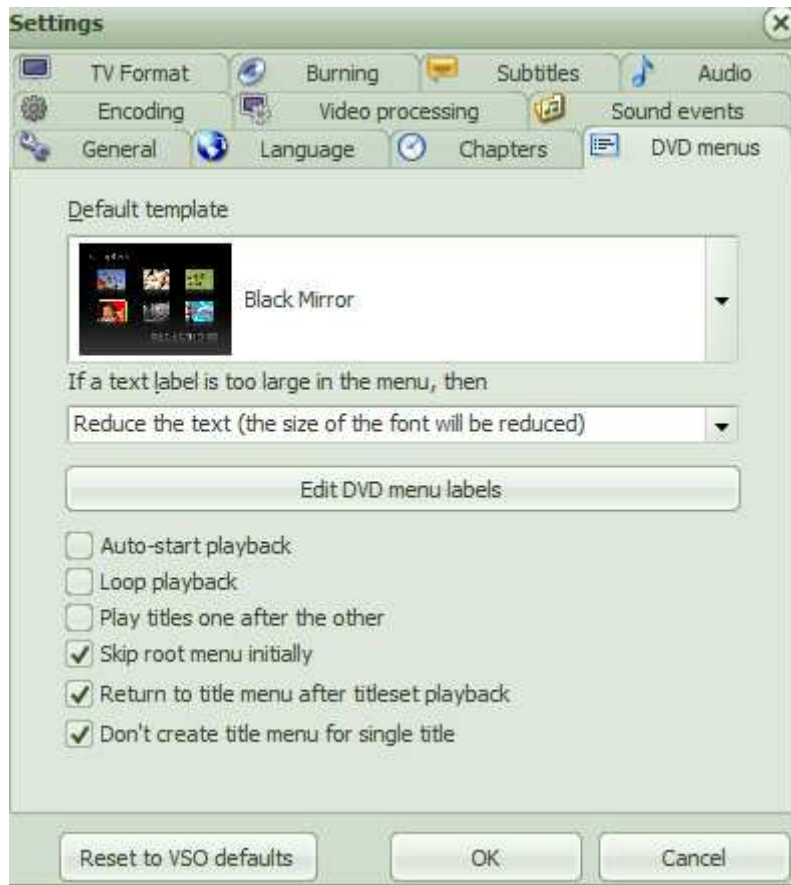 Settings
TV Format Burning Subtitles Audio
Encoding Video processing Sound events
General Language Chapters DVD menus
Default template
Black Mirror
If a text label is too large in the menu, then
Reduce the text (the size of the font will be reduced)
Edit DVD menu labels
Auto-start playback
Loop playback
Play titles one after the other
Skip root menu initially
Return to title menu after titleset playback
Don't create title menu for single title
Reset to VSO defaults OK Cancel